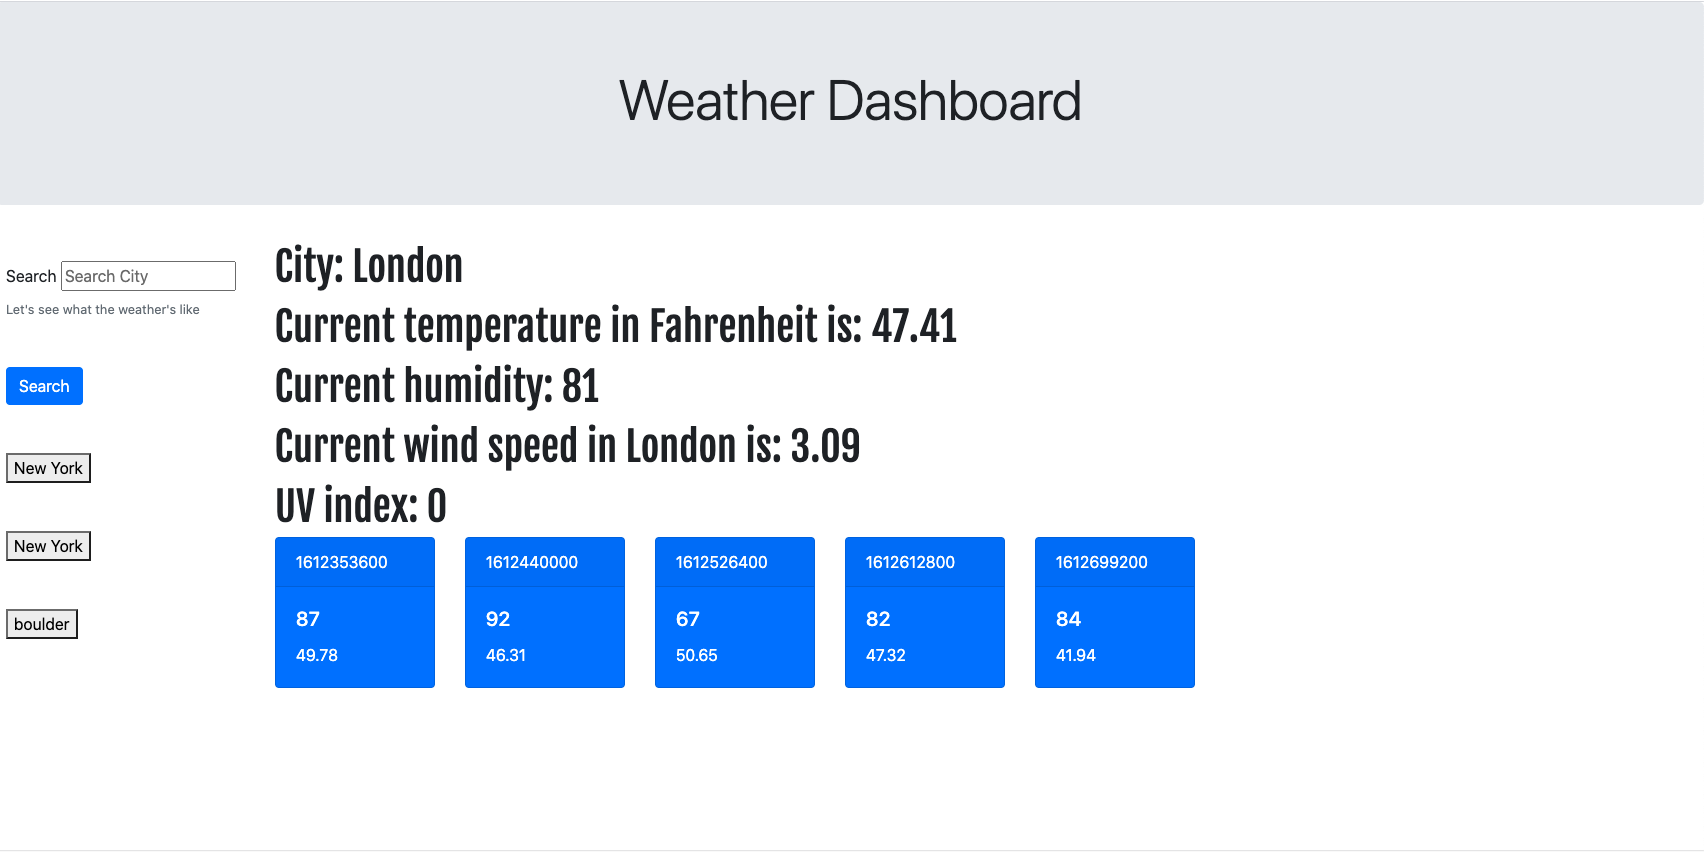 Weather Dashboard
Search Search City
Let's see what the weather's like
Search
New York
New York
boulder
City: London
Current temperature in Fahrenheit is: 47.41
Current humidity: 81
Current wind speed in London is: 3.09
UV index: 0
1612353600
87
49.78
1612440000
92
46.31
1612526400
67
50.65
1612612800
82
47.32
1612699200
84
41.94